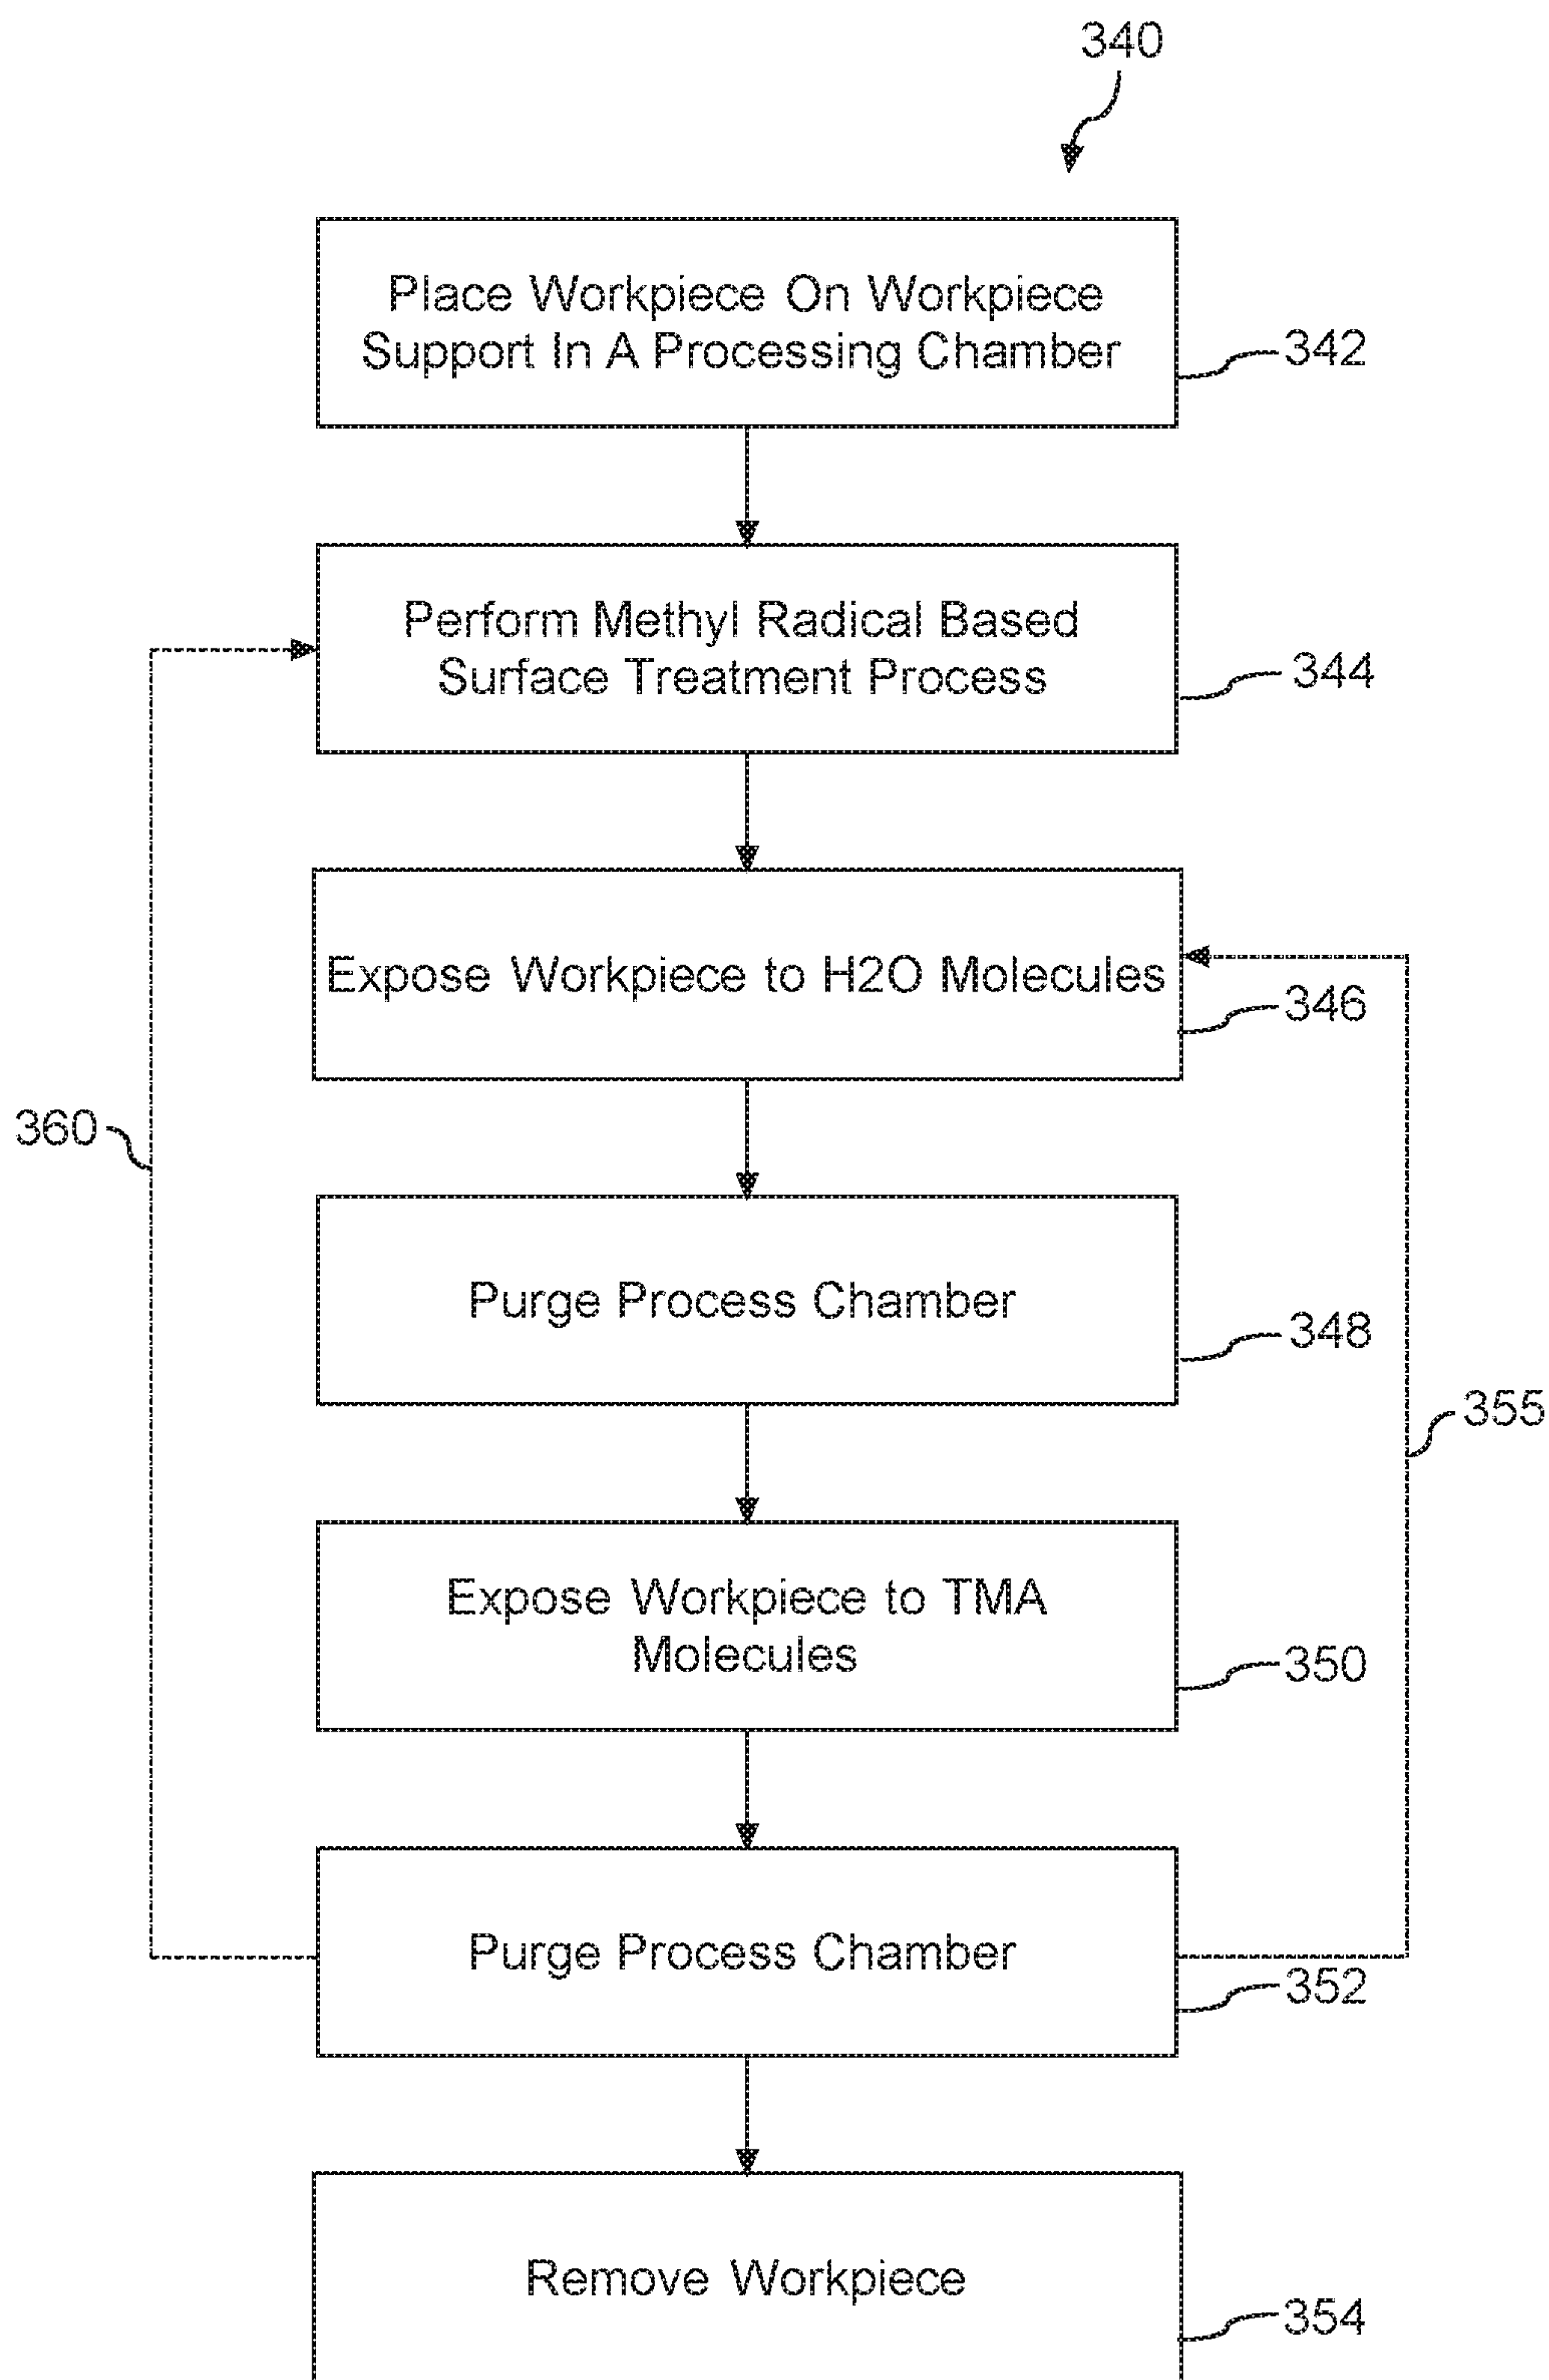 340
Place Workpiece On Workpiece
Support In A Processing Chamber
342
Perform Methyl Radical Based
Surface Treatment Process
344
Expose Workpiece to H2O Molecules
346
360
Purge Process Chamber
348
355
Expose Workpiece to TMA
Molecules
350
Purge Process Chamber
352
Remove Workpiece
354